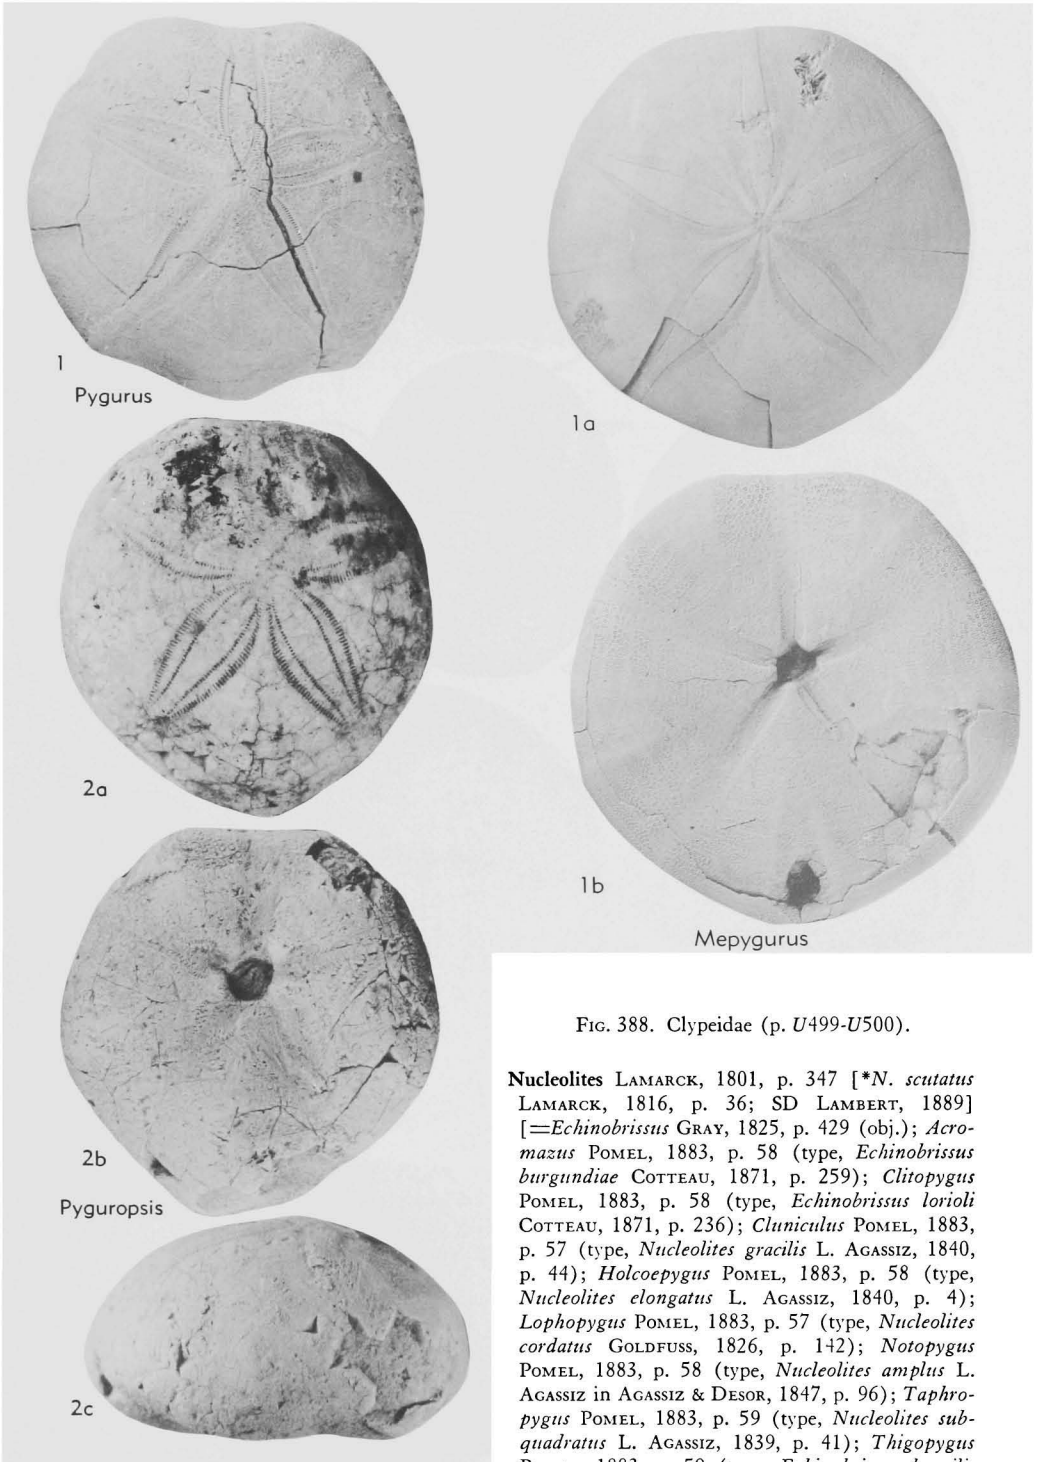 1
Pygurus
1a
2a
1b
Mepygurus
2b
Pyguropsis
2c
FIG. 388. Clypeidae (p. U499-U500).
Nucleolites LAMARCK, 1801, p. 347 [*N. scutatus
LAMARCK, 1816, p. 36; SD LAMBERT, 1889]
[=Echinobrissus GRAY, 1825, p. 429 (obj.); Acro-
mazus POMEL, 1883, p. 58 (type, Echinobrissus
burgundiae COTTEAU, 1871, p. 259); Clitopygus
POMEL, 1883, p. 58 (type, Echinobrissus lorioli
COTTEAU, 1871, p. 236); Cluniculus POMEL, 1883,
p. 57 (type, Nucleolites gracilis L. AGASSIZ, 1840,
p. 44); Holcoepygus POMEL, 1883, p. 58 (type,
Nucleolites elongatus L. AGASSIZ, 1840, p. 4);
Lophopygus POMEL, 1883, p. 57 (type, Nucleolites
cordatus GOLDFUSS, 1826, p. 142); Notopygus
POMEL, 1883, p. 58 (type, Nucleolites amplus L.
AGASSIZ in AGASSIZ & DESOR, 1847, p. 96); Taphro-
pygus POMEL, 1883, p. 59 (type, Nucleolites sub-
quadratus L. AGASSIZ, 1839, p. 41); Thigopygus